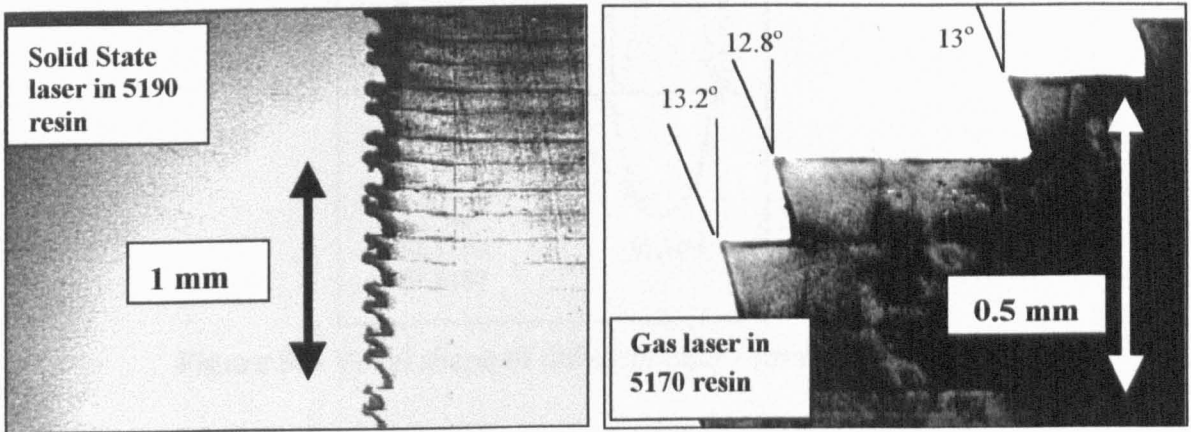 Solid State
laser in 5190
resin
1 mm
13.2°
12.8°
13°
0.5 mm
Gas laser in
5170 resin